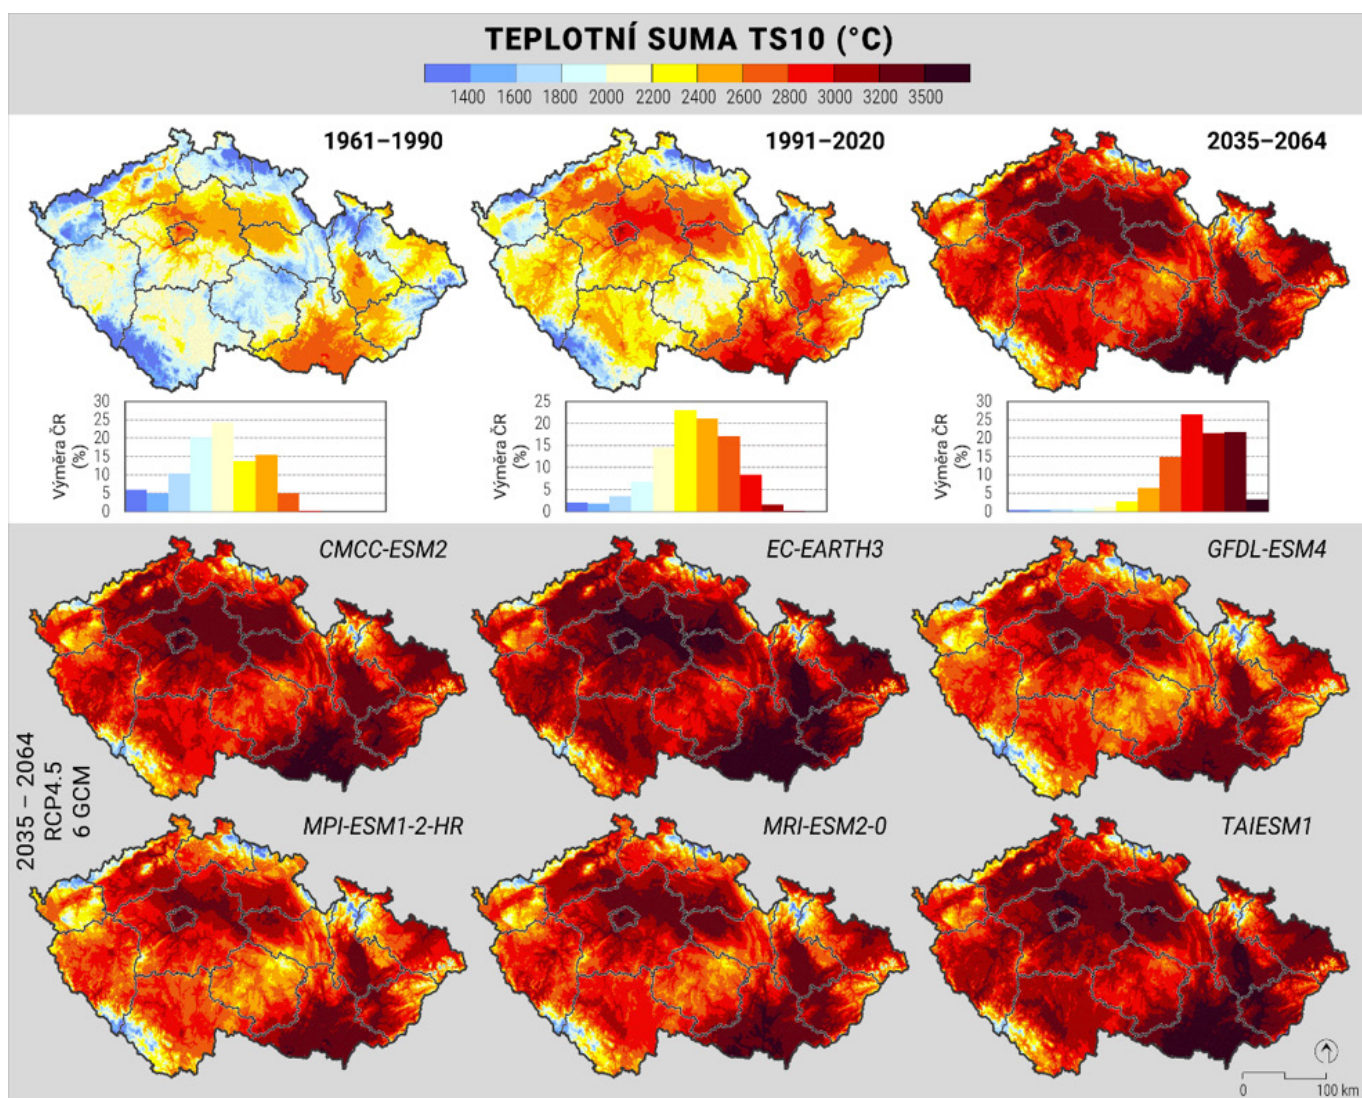 TEPLOTNÍ SUMA TS10 (°C)
1400 1600 1800 2000 2200 2400 2600 2800 3000 3200 3500
1961–1990
1991–2020
2035–2064
Výměra ČR
(%)
30
25
20
15
10
5
0
Výměra ČR
(%)
25
20
15
10
5
0
Výměra ČR
(%)
30
25
20
15
10
5
0
2035 – 2064
RCP4.5
6 GCM
CMCC-ESM2
EC-EARTH3
GFDL-ESM4
MPI-ESM1-2-HR
MRI-ESM2-0
TAIESM1
0 100 km